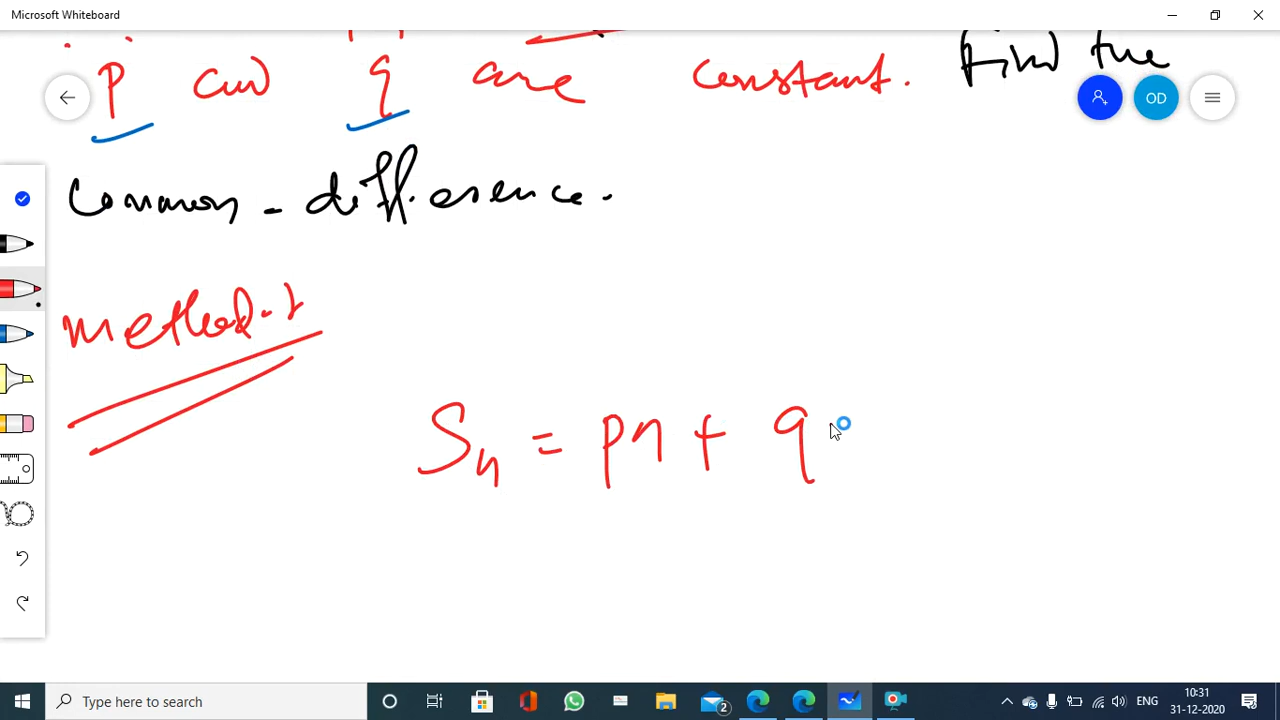 Microsoft Whiteboard
p and q are constant. find the
OD
common - difference.
method-1
Sn = pn + q
Type here to search
2
ENG
10:31
31-12-2020